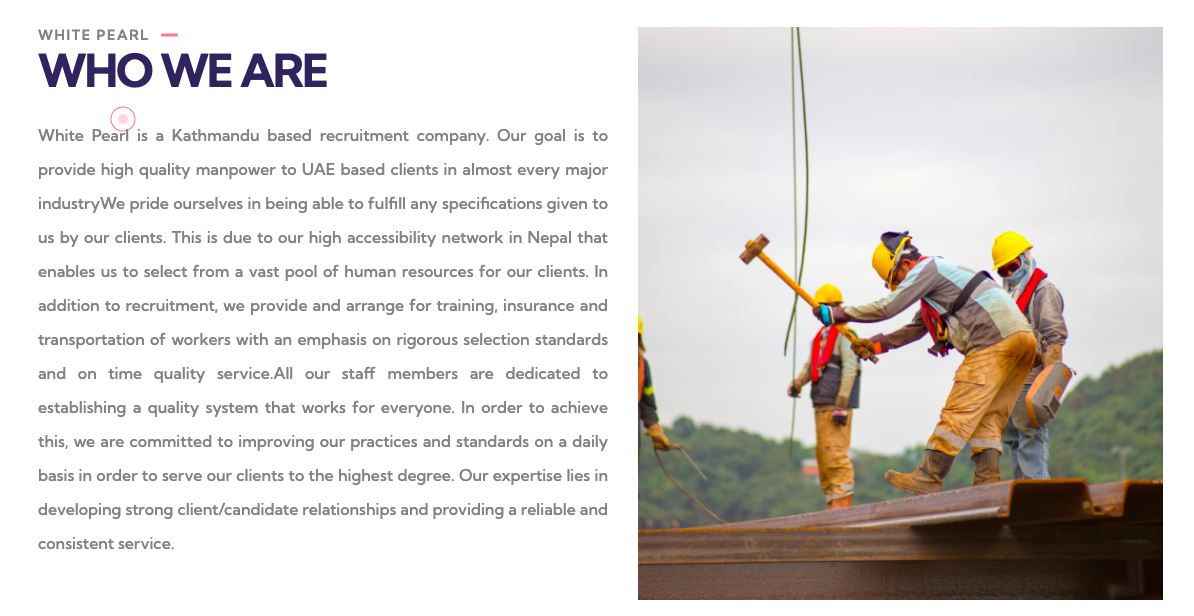 WHITE PEARL
WHO WE ARE
White Pearl is a Kathmandu based recruitment company. Our goal is to
provide high quality manpower to UAE based clients in almost every major
industryWe pride ourselves in being able to fulfill any specifications given to
us by our clients. This is due to our high accessibility network in Nepal that
enables us to select from a vast pool of human resources for our clients. In
addition to recruitment, we provide and arrange for training, insurance and
transportation of workers with an emphasis on rigorous selection standards
and on time quality service.All our staff members are dedicated to
establishing a quality system that works for everyone. In order to achieve
this, we are committed to improving our practices and standards on a daily
basis in order to serve our clients to the highest degree. Our expertise lies in
developing strong client/candidate relationships and providing a reliable and
consistent service.